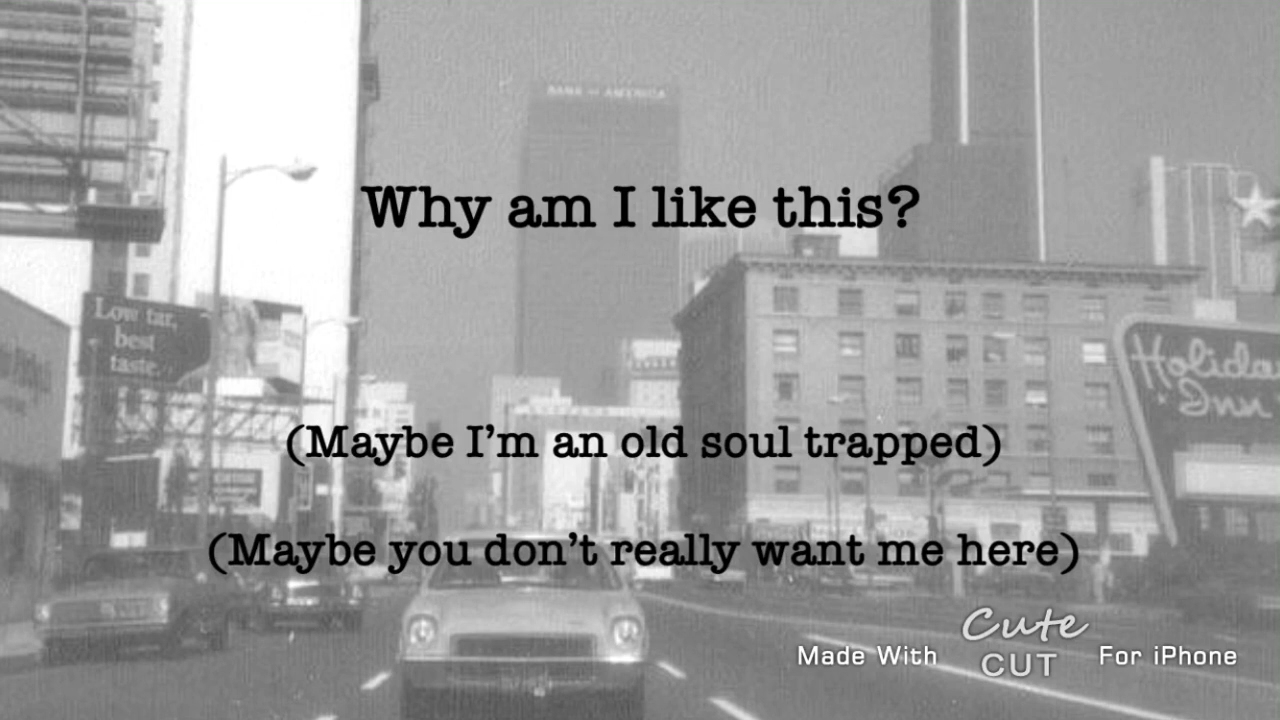 BANK OF AMERICA
Why am I like this?
Low tar,
best
taste.
Holiday
Inn
(Maybe I'm an old soul trapped)
(Maybe you don't really want me here)
Made With Cute CUT For iPhone